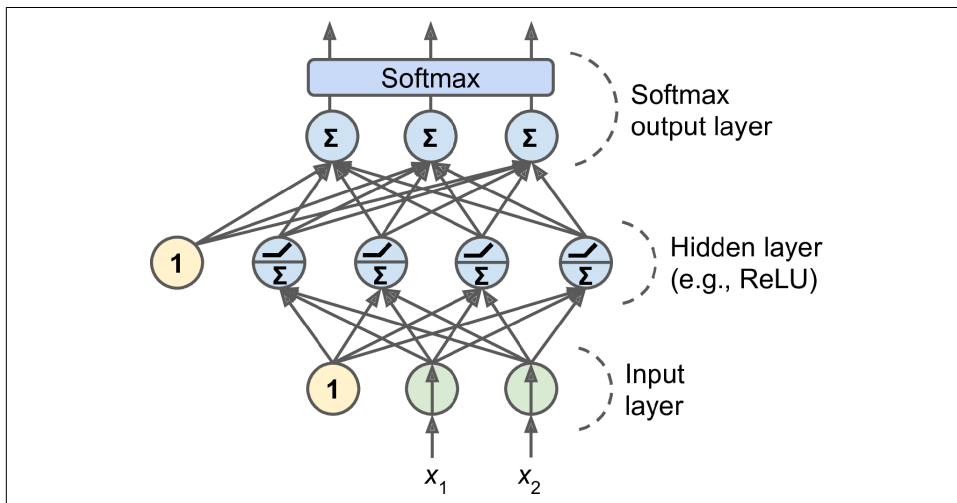 Softmax
Softmax
output layer
Σ Σ Σ
1
Σ Σ Σ Σ
Hidden layer
(e.g., ReLU)
1
Input
layer
x1 x2